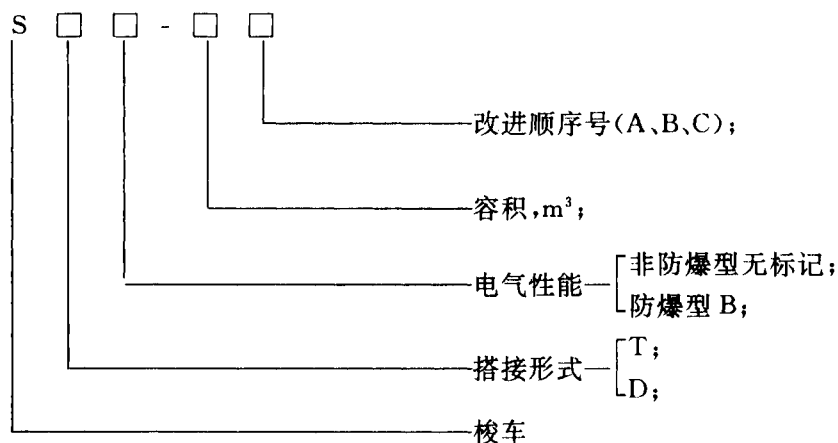 S □ □ - □ □
改进顺序号(A、B、C);
容积,m³;
电气性能
非防爆型无标记;
防爆型 B;
搭接形式
T;
D;
梭车